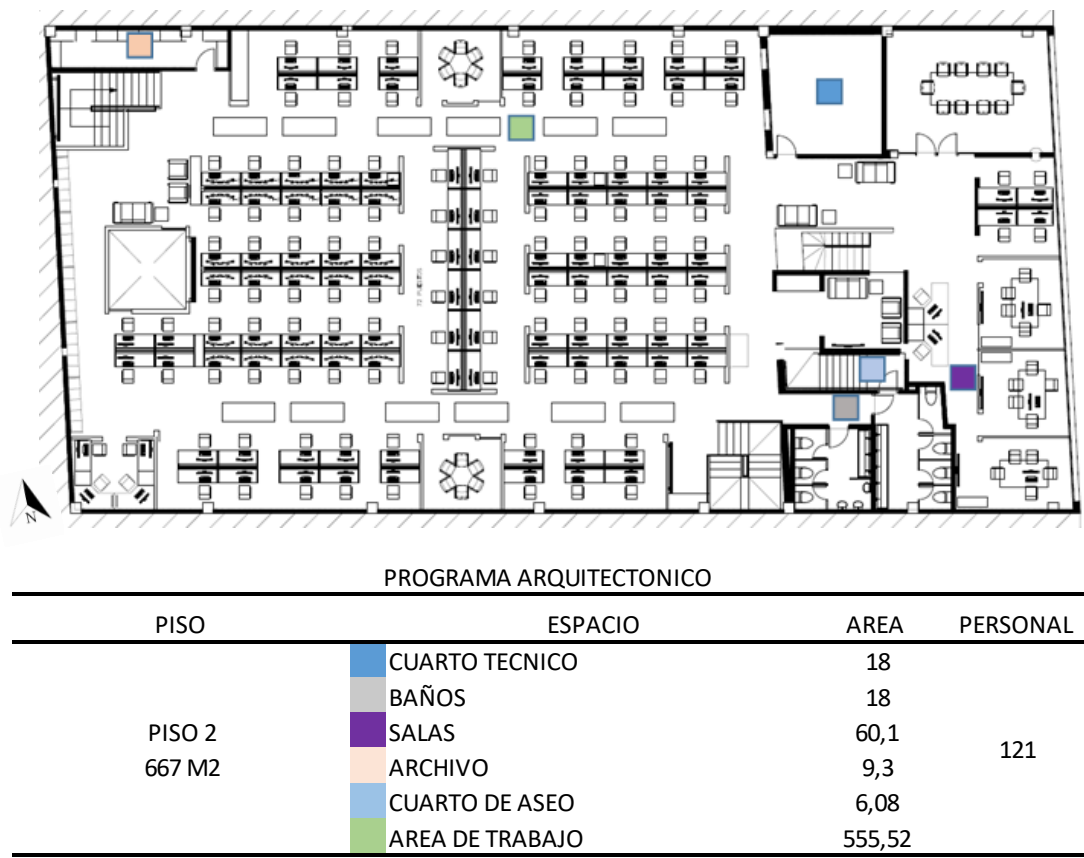 N
PROGRAMA ARQUITECTONICO
PISO ESPACIO AREA PERSONAL
CUARTO TECNICO 18
BAÑOS 18
PISO 2 SALAS 60,1
121
667 M2 ARCHIVO 9,3
CUARTO DE ASEO 6,08
AREA DE TRABAJO 555,52